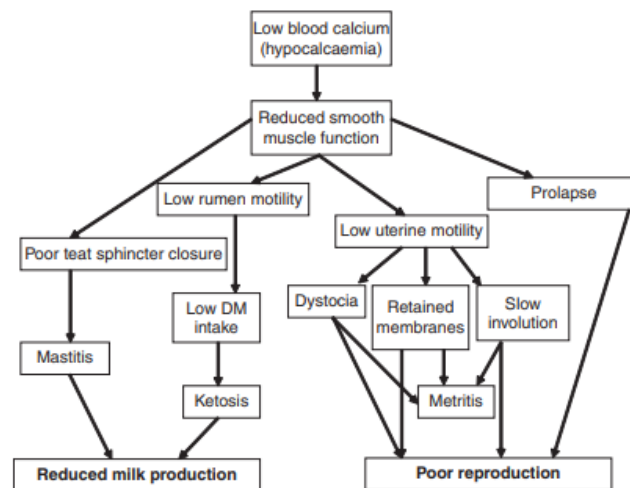 Low blood calcium
(hypocalcaemia)
Reduced smooth
muscle function
Prolapse
Low rumen motility
Low uterine motility
Poor teat sphincter closure
Dystocia
Retained
membranes
Slow
involution
Low DM
intake
Mastitis
Ketosis
Metritis
Reduced milk production
Poor reproduction